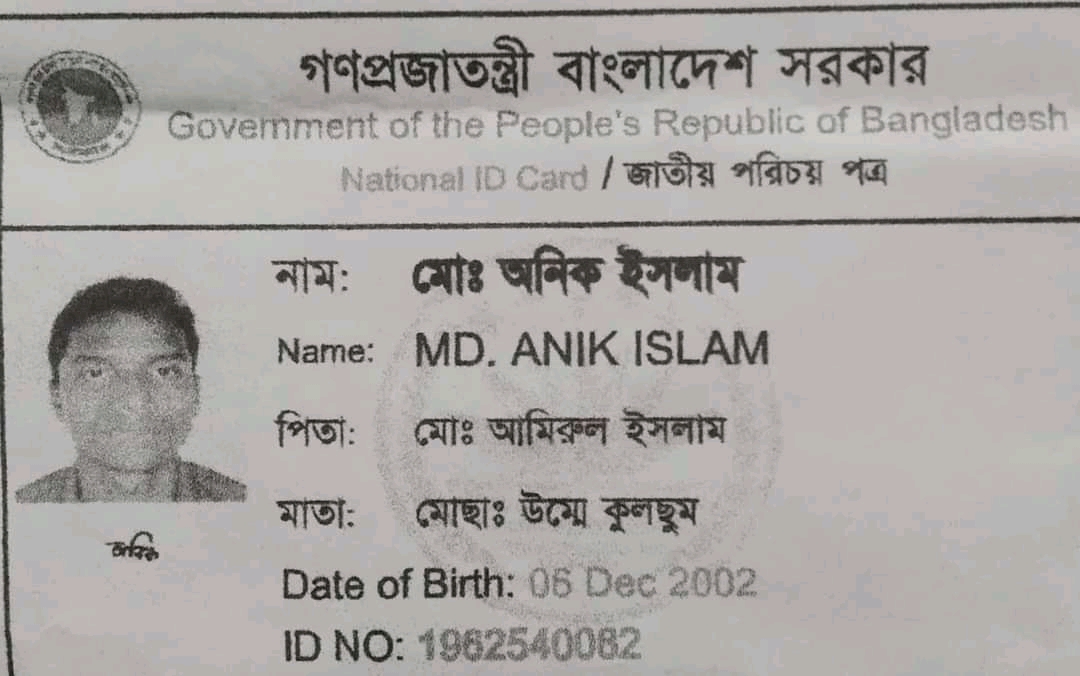 গণপ্রজাতন্ত্রী বাংলাদেশ সরকার
Government of the People's Republic of Bangladesh
National ID Card / জাতীয় পরিচয় পত্র
নাম: মোঃ অনিক ইসলাম
Name: MD. ANIK ISLAM
পিতা: মোঃ আমিরুল ইসলাম
মাতা: মোছাঃ উম্মে কুলছুম
অনিক
Date of Birth: 06 Dec 2002
ID NO: 1962540062